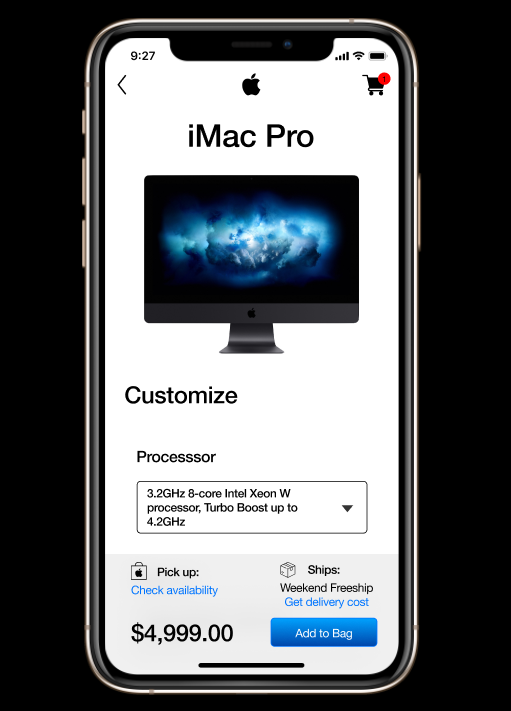 9:27
1
iMac Pro
Customize
Processsor
3.2GHz 8-core Intel Xeon W
processor, Turbo Boost up to
4.2GHz
Pick up:
Check availability
Ships:
Weekend Freeship
Get delivery cost
$4,999.00
Add to Bag